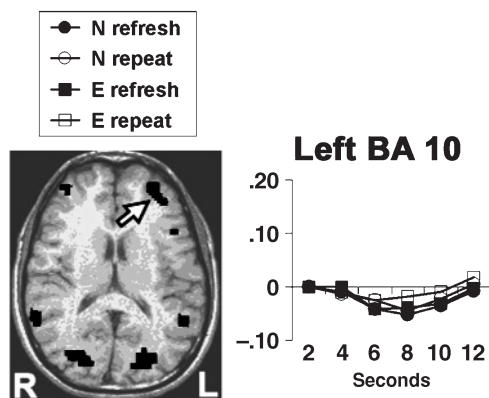 N refresh
N repeat
E refresh
E repeat
Left BA 10
.20
.10
0
–.10
2 4 6 8 10 12
Seconds
R L